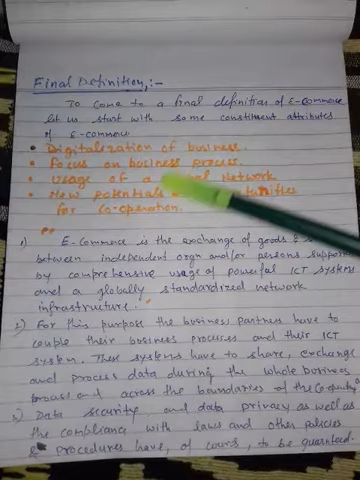 Final Definition :-
To come to a final definition of E-Commerce
let us start with some constituent attributes
of E-commerce
• Digitalization of business.
• Focus on business process.
• Usage of a Network
• New potentials
for Co-operation.
1) E-Commerce is the exchange of goods &
between independent orgn and/or persons
by comprehensive usage of powerful ICT system
and a globally standardized network
infrastructure.
2) For this purpose the business partners have to
couple their business processes and their ICT
system. These systems have to share, exchange
and process data during the whole business
and across the boundaries of the
3) Data security and data privacy as well as
the compliance with laws and other policies
& procedures have, of cours, to be guaranteed.